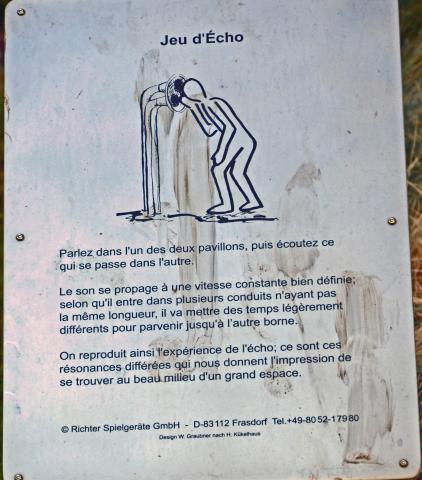 Jeu d'Écho
Parlez dans l'un des deux pavillons, puis écoutez ce
qui se passe dans l'autre.
Le son se propage à une vitesse constante bien définie;
selon qu'il entre dans plusieurs conduits n'ayant pas
la même longueur, il va mettre des temps légèrement
différents pour parvenir jusqu'à l'autre borne.
On reproduit ainsi l'expérience de l'écho; ce sont ces
résonances différées qui nous donnent l'impression de
se trouver au beau milieu d'un grand espace.
© Richter Spielgeräte GmbH - D-83112 Frasdorf Tel.+49-8052-17980
Design W. Graubner nach H. Kükelhaus